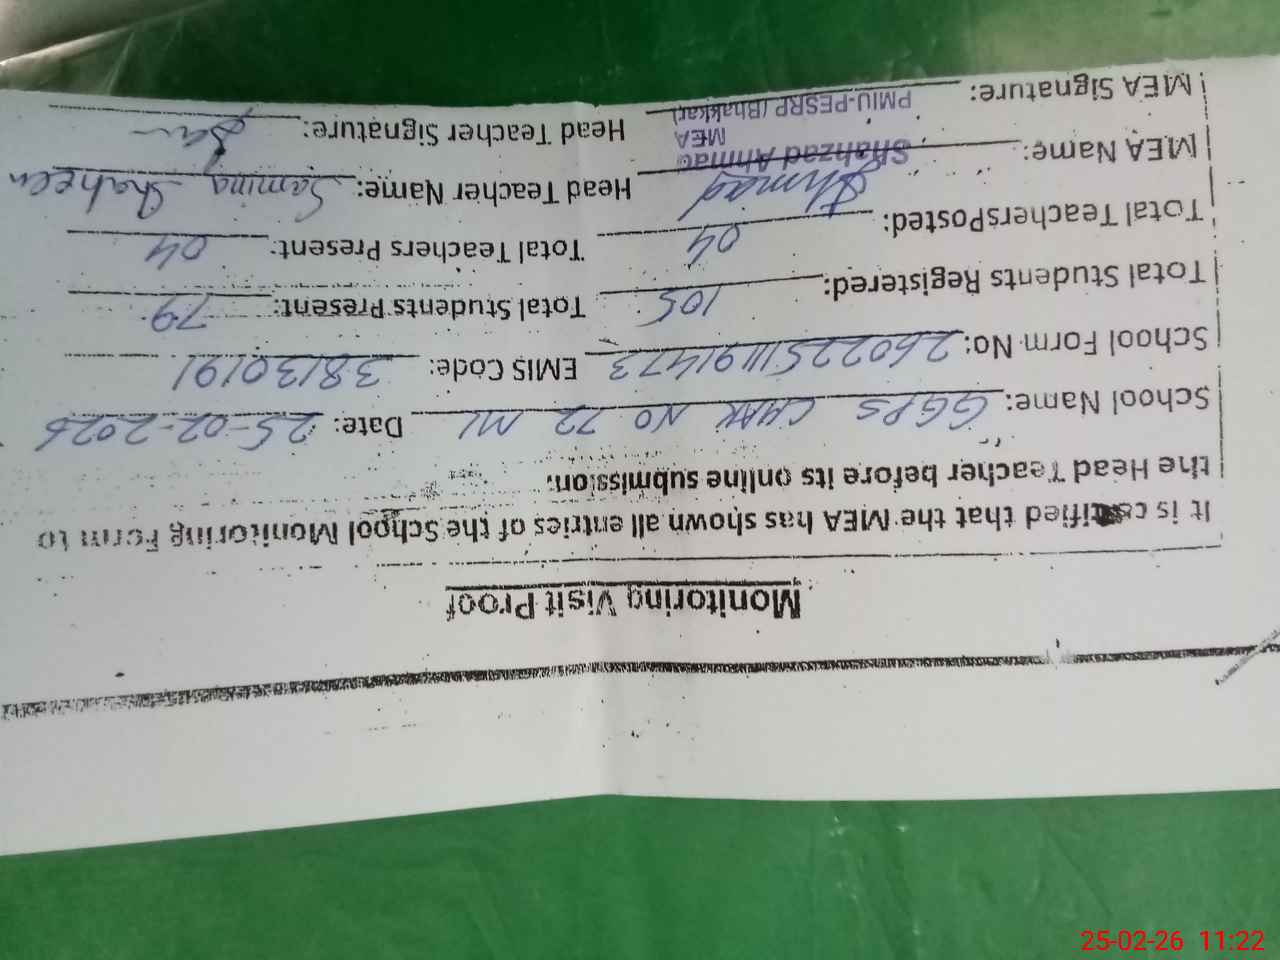 Monitoring Visit Proof
It is certified that the MEA has shown all entries of the School Monitoring Form to
the Head Teacher before its online submission.
School Name: GGPS CHAK NO 72 ML Date: 25-02-2026
School Form No: 26022511191473 EMIS Code: 38130191
Total Students Registered: 105 Total Students Present: 79
Total TeachersPosted: 04 Total Teachers Present: 04
MEA Name: Shahzad Ahmad Head Teacher Name: Samina Shaheen
MEA
MEA Signature: PMIU-PESRP (Bhakkar) Head Teacher Signature:
25-02-26 11:22